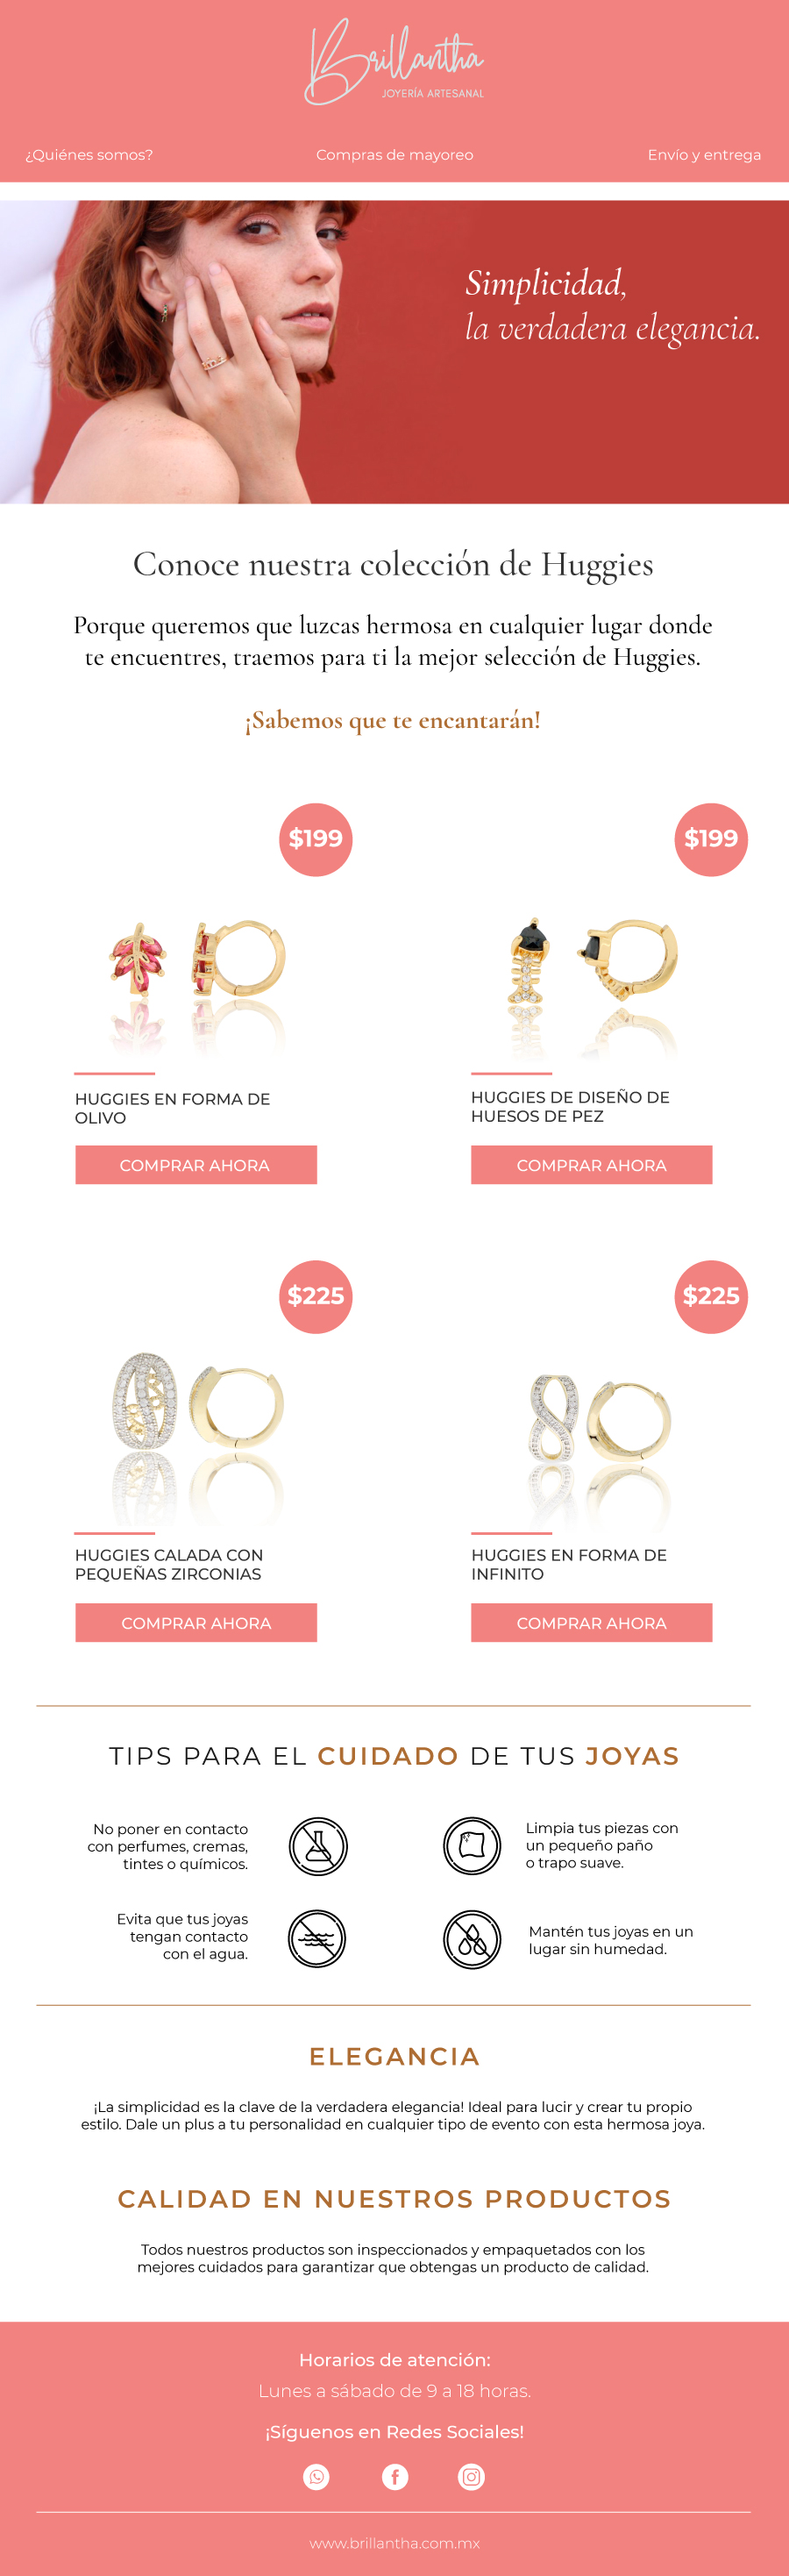 Brillantha
JOYERÍA ARTESANAL
¿Quiénes somos?
Compras de mayoreo
Envío y entrega
Simplicidad,
la verdadera elegancia.
Conoce nuestra colección de Huggies
Porque queremos que luzcas hermosa en cualquier lugar donde
te encuentres, traemos para ti la mejor selección de Huggies.
¡Sabemos que te encantarán!
$199
$199
HUGGIES EN FORMA DE
OLIVO
COMPRAR AHORA
HUGGIES DE DISEÑO DE
HUESOS DE PEZ
COMPRAR AHORA
$225
$225
HUGGIES CALADA CON
PEQUEÑAS ZIRCONIAS
COMPRAR AHORA
HUGGIES EN FORMA DE
INFINITO
COMPRAR AHORA
TIPS PARA EL CUIDADO DE TUS JOYAS
No poner en contacto
con perfumes, cremas,
tintes o químicos.
Limpia tus piezas con
un pequeño paño
o trapo suave.
Evita que tus joyas
tengan contacto
con el agua.
Mantén tus joyas en un
lugar sin humedad.
ELEGANCIA
¡La simplicidad es la clave de la verdadera elegancia! Ideal para lucir y crear tu propio
estilo. Dale un plus a tu personalidad en cualquier tipo de evento con esta hermosa joya.
CALIDAD EN NUESTROS PRODUCTOS
Todos nuestros productos son inspeccionados y empaquetados con los
mejores cuidados para garantizar que obtengas un producto de calidad.
Horarios de atención:
Lunes a sábado de 9 a 18 horas.
¡Síguenos en Redes Sociales!
www.brillantha.com.mx